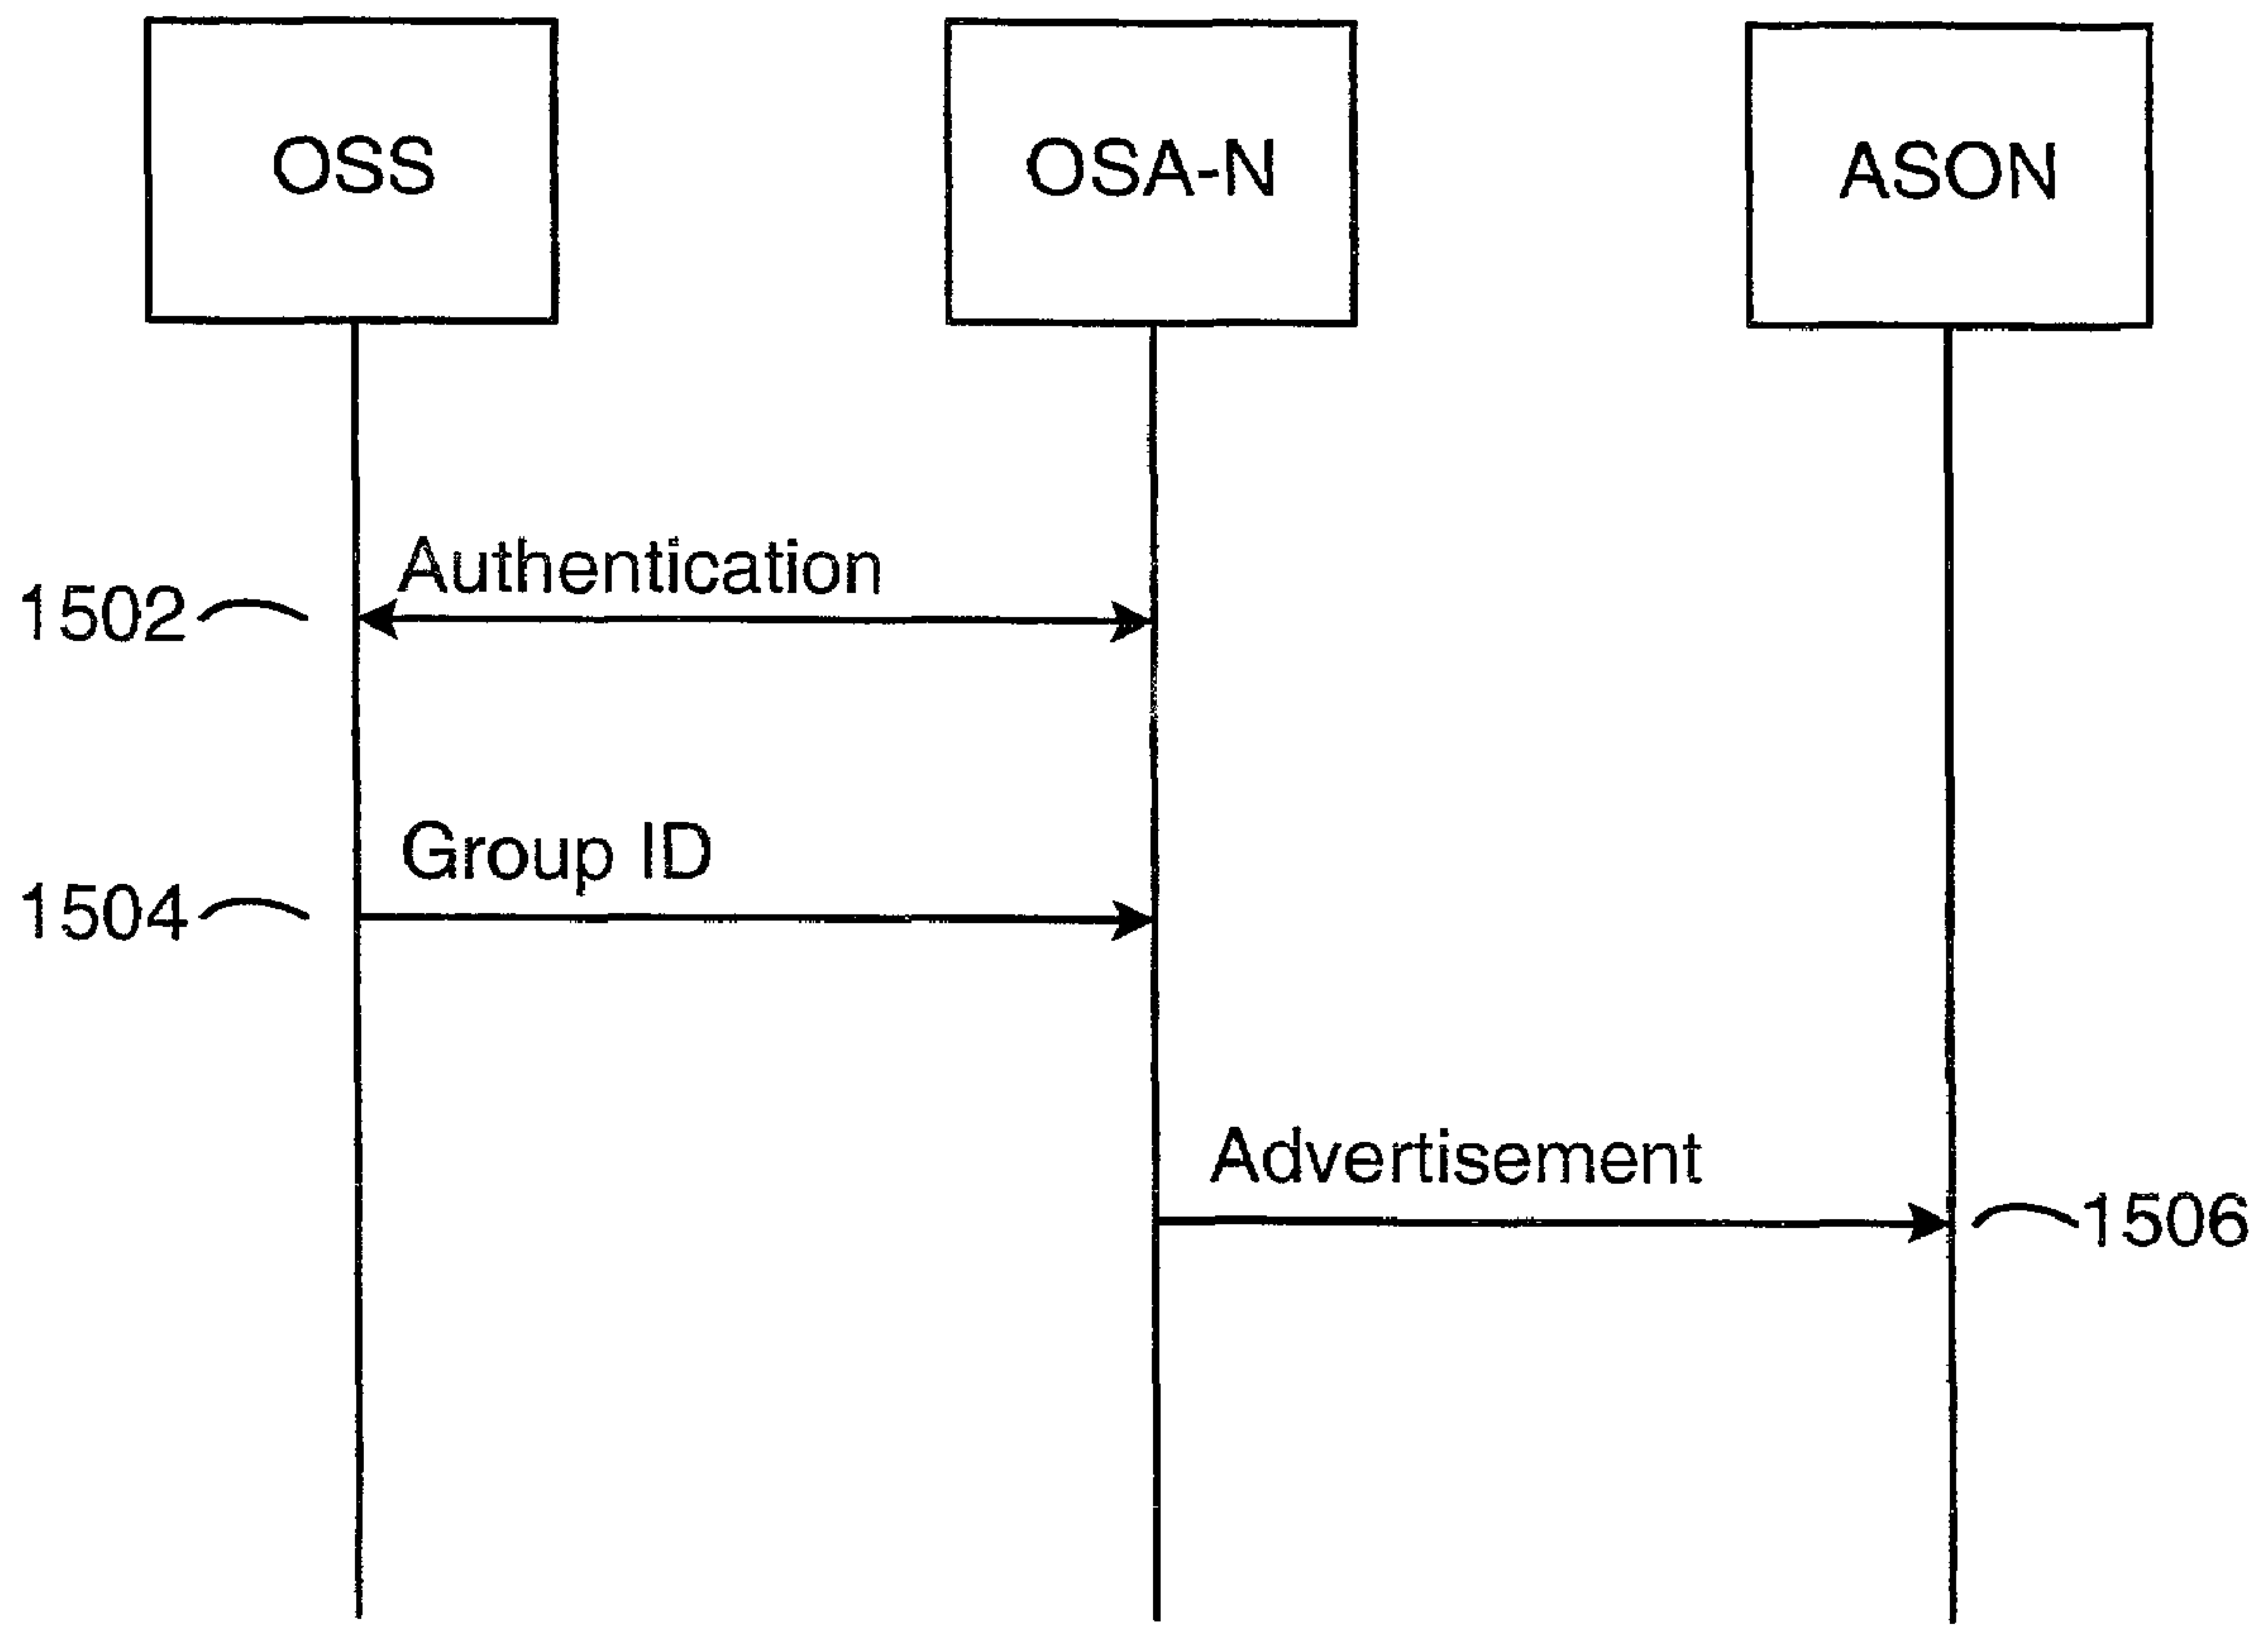 OSS
OSA-N
ASON
Authentication
1502
Group ID
1504
Advertisement
1506